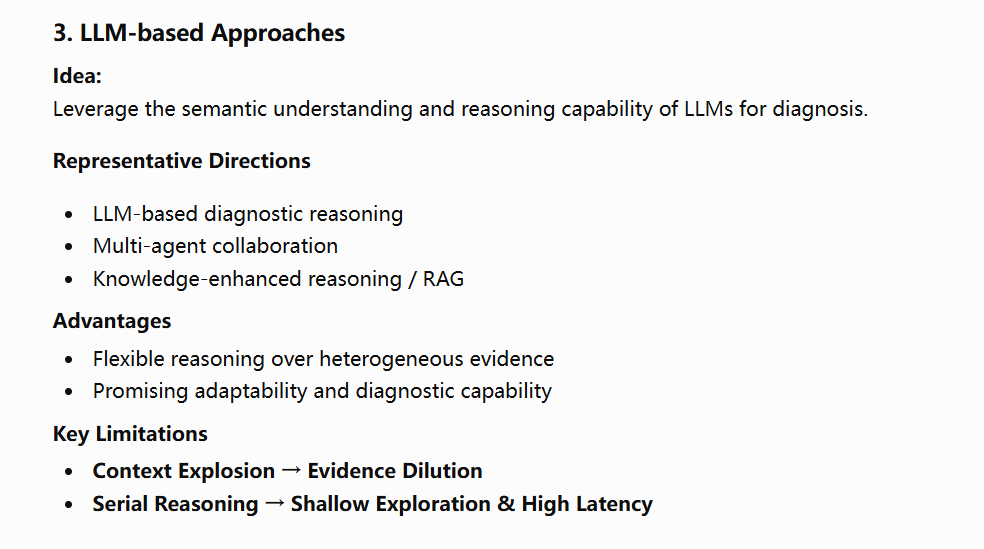 3. LLM-based Approaches
Idea:
Leverage the semantic understanding and reasoning capability of LLMs for diagnosis.
Representative Directions
• LLM-based diagnostic reasoning
• Multi-agent collaboration
• Knowledge-enhanced reasoning / RAG
Advantages
• Flexible reasoning over heterogeneous evidence
• Promising adaptability and diagnostic capability
Key Limitations
• Context Explosion → Evidence Dilution
• Serial Reasoning → Shallow Exploration & High Latency